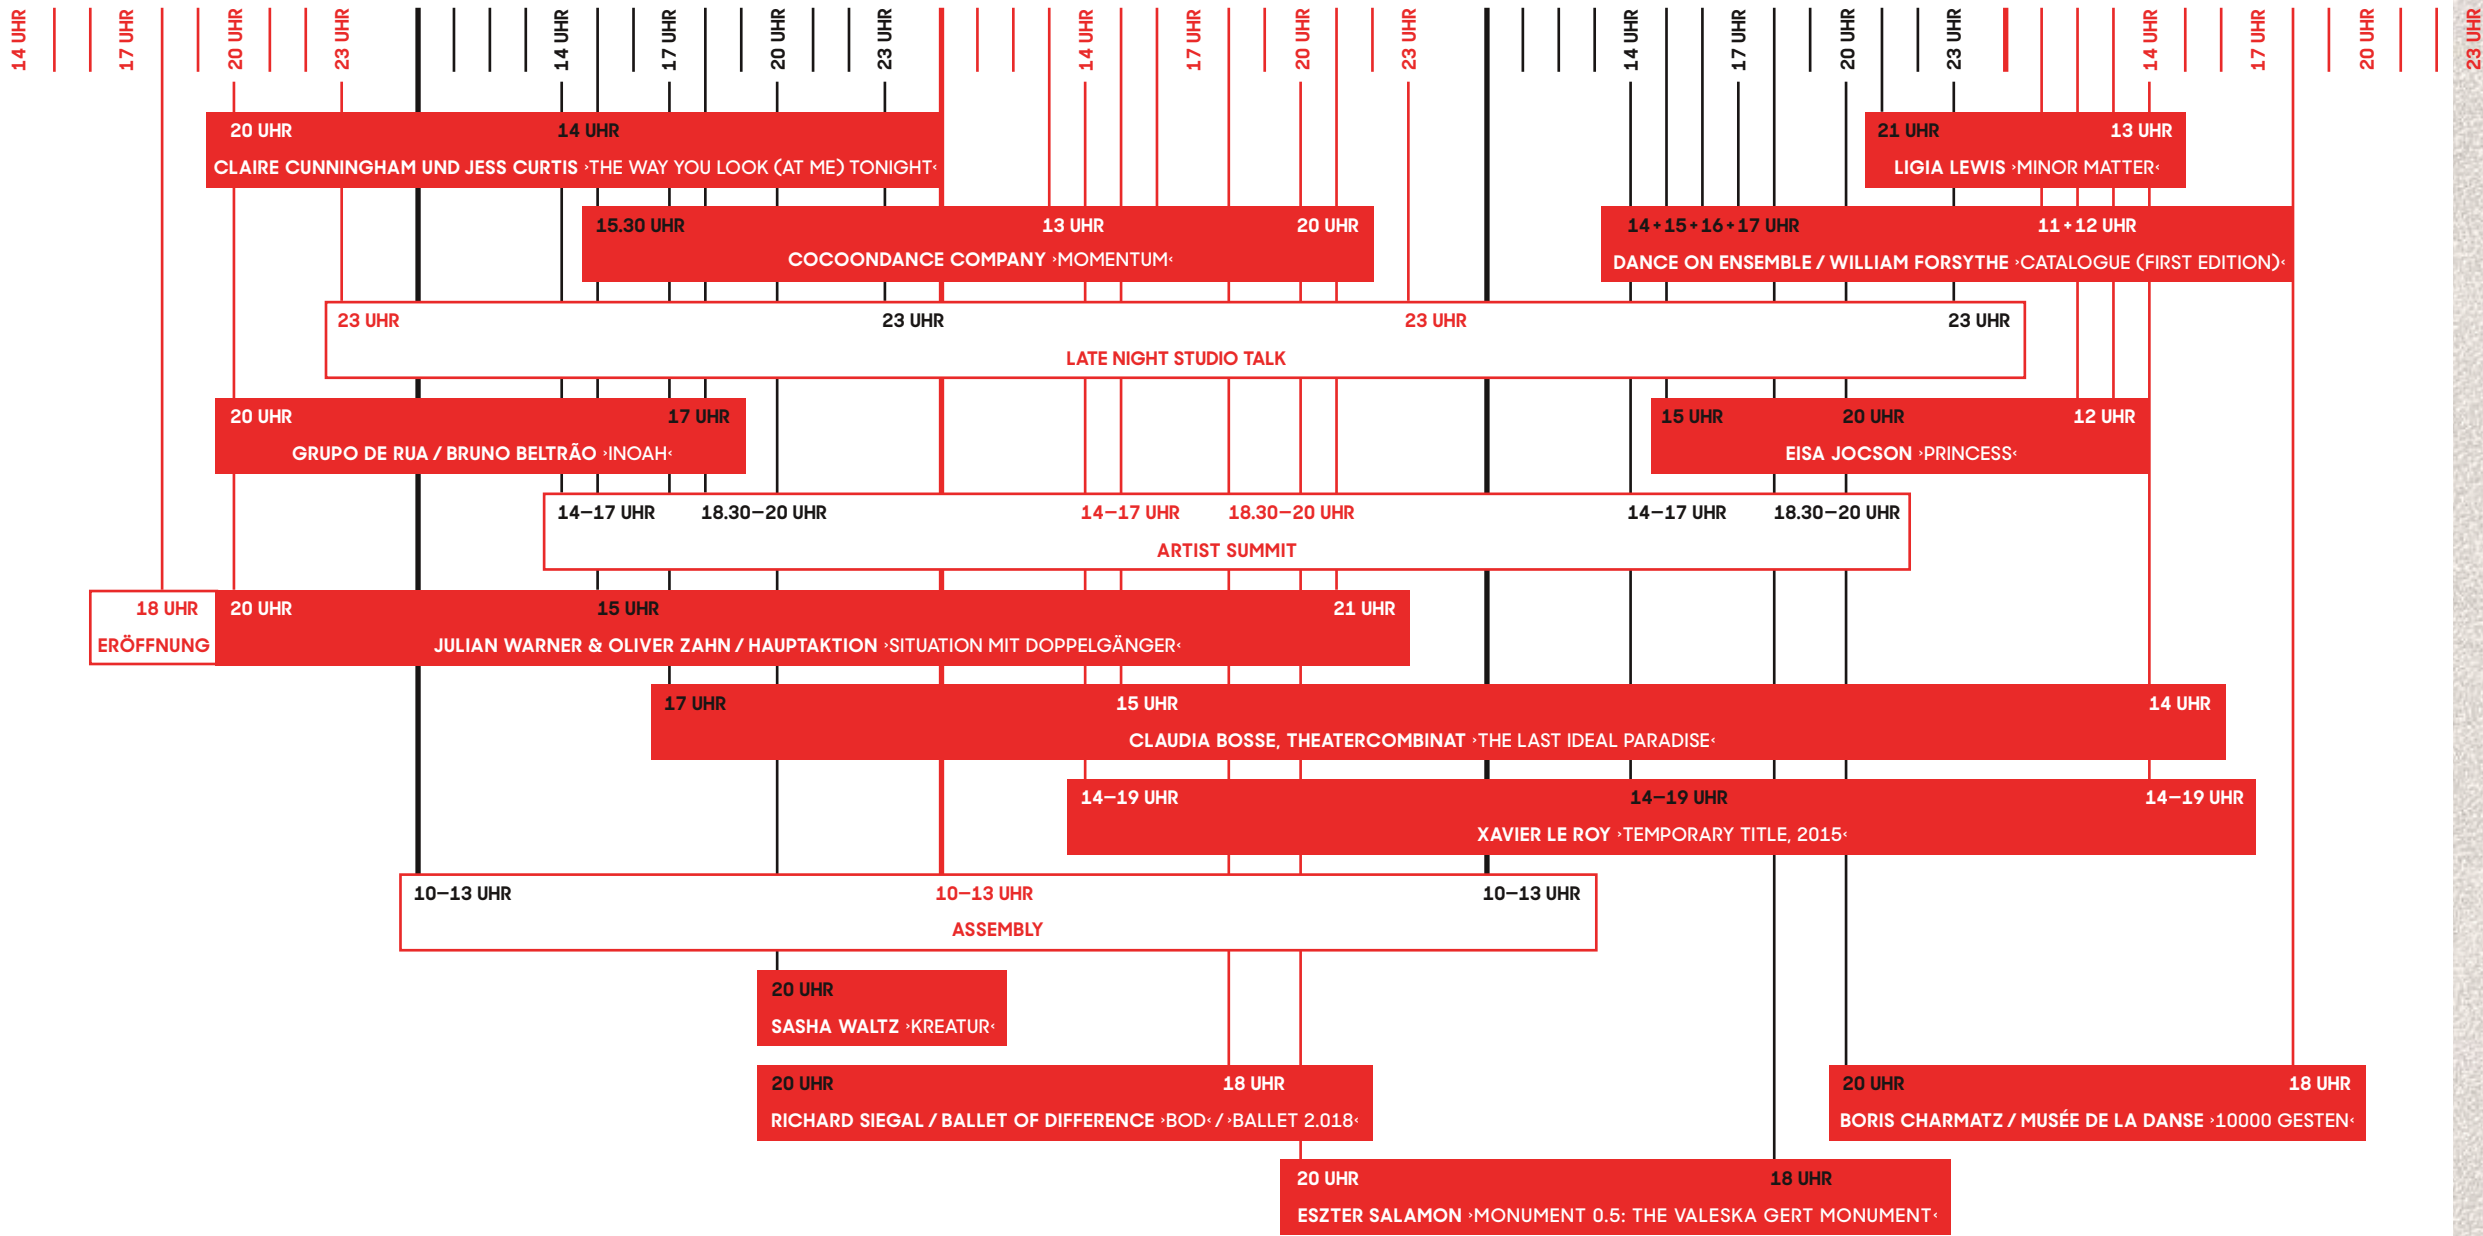 14 UHR 17 UHR 20 UHR 23 UHR 14 UHR 17 UHR 20 UHR 23 UHR 14 UHR 17 UHR 20 UHR 23 UHR 14 UHR 17 UHR 20 UHR 23 UHR 14 UHR 17 UHR 20 UHR 23 UHR
20 UHR 14 UHR
CLAIRE CUNNINGHAM UND JESS CURTIS ›THE WAY YOU LOOK (AT ME) TONIGHT‹
21 UHR 13 UHR
LIGIA LEWIS ›MINOR MATTER‹
15.30 UHR 13 UHR 20 UHR
COCOONDANCE COMPANY ›MOMENTUM‹
14+15+16+17 UHR 11+12 UHR
DANCE ON ENSEMBLE / WILLIAM FORSYTHE ›CATALOGUE (FIRST EDITION)‹
23 UHR 23 UHR 23 UHR 23 UHR
LATE NIGHT STUDIO TALK
20 UHR 17 UHR
GRUPO DE RUA / BRUNO BELTRÃO ›INOAH‹
15 UHR 20 UHR 12 UHR
EISA JOCSON ›PRINCESS‹
14–17 UHR 18.30–20 UHR 14–17 UHR 18.30–20 UHR 14–17 UHR 18.30–20 UHR
ARTIST SUMMIT
18 UHR
ERÖFFNUNG
20 UHR 15 UHR 21 UHR
JULIAN WARNER & OLIVER ZAHN / HAUPTAKTION ›SITUATION MIT DOPPELGÄNGER‹
17 UHR 15 UHR 14 UHR
CLAUDIA BOSSE, THEATERCOMBINAT ›THE LAST IDEAL PARADISE‹
14–19 UHR 14–19 UHR 14–19 UHR
XAVIER LE ROY ›TEMPORARY TITLE, 2015‹
10–13 UHR 10–13 UHR 10–13 UHR
ASSEMBLY
20 UHR
SASHA WALTZ ›KREATUR‹
20 UHR 18 UHR
RICHARD SIEGAL / BALLET OF DIFFERENCE ›BOD‹ / ›BALLET 2.018‹
20 UHR 18 UHR
BORIS CHARMATZ / MUSÉE DE LA DANSE ›10000 GESTEN‹
20 UHR 18 UHR
ESZTER SALAMON ›MONUMENT 0.5: THE VALESKA GERT MONUMENT‹